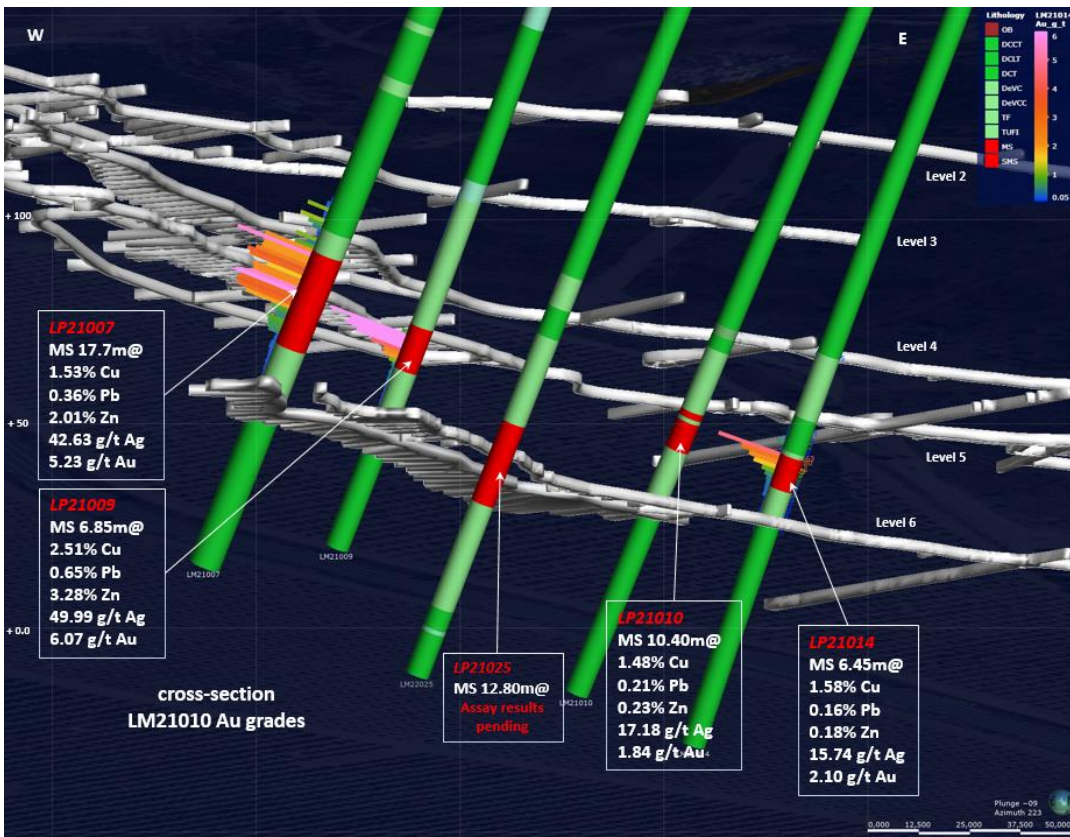 W
E
Lithology
OB
DCCT
DCLT
DCT
DeVC
DeVCC
TF
TUFI
MS
SMS
LM21014
Au_g_t
6
5
4
3
2
1
0.05
Level 2
Level 3
Level 4
Level 5
Level 6
+ 100
+ 50
+ 0.0
LP21007
MS 17.7m@
1.53% Cu
0.36% Pb
2.01% Zn
42.63 g/t Ag
5.23 g/t Au
LP21009
MS 6.85m@
2.51% Cu
0.65% Pb
3.28% Zn
49.99 g/t Ag
6.07 g/t Au
LM21007
LM21009
LM22025
LM21010
4
LP21025
MS 12.80m@
Assay results
pending
LP21010
MS 10.40m@
1.48% Cu
0.21% Pb
0.23% Zn
17.18 g/t Ag
1.84 g/t Au
LP21014
MS 6.45m@
1.58% Cu
0.16% Pb
0.18% Zn
15.74 g/t Ag
2.10 g/t Au
cross-section
LM21010 Au grades
Plunge -09
Azimuth 223
0,000 12,500 25,000 37,500 50,000